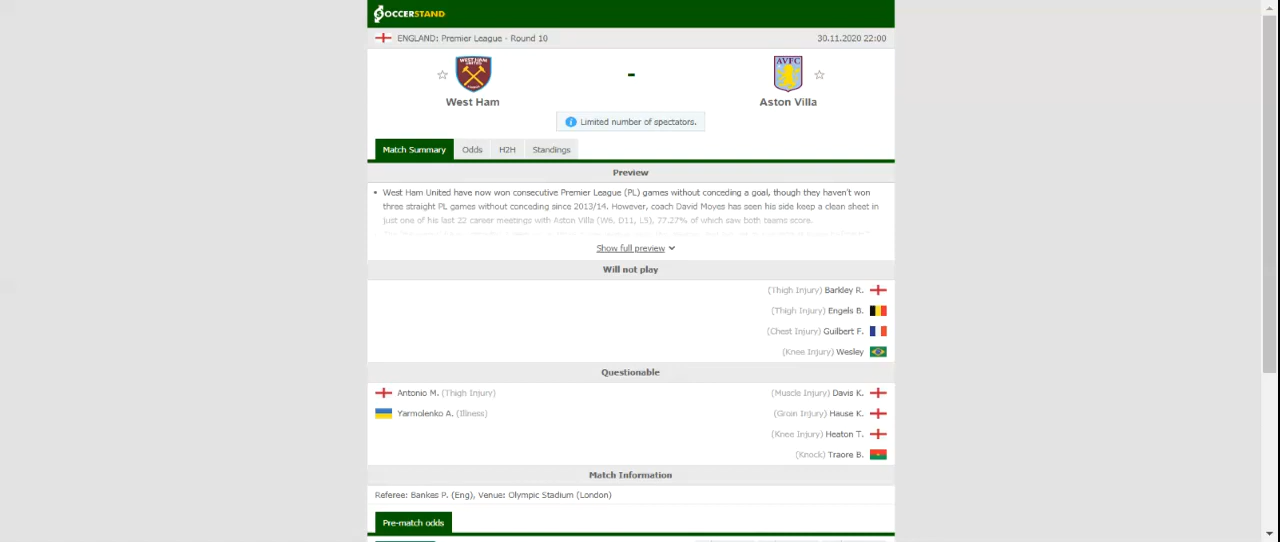 SOCCERSTAND
ENGLAND: Premier League - Round 10 30.11.2020 22:00
-
West Ham Aston Villa
Limited number of spectators.
Match Summary Odds H2H Standings
Preview
• West Ham United have now won consecutive Premier League (PL) games without conceding a goal, though they haven't won
three straight PL games without conceding since 2013/14. However, coach David Moyes has seen his side keep a clean sheet in
just one of his last 22 career meetings with Aston Villa (W6, D11, L5), 77.27% of which saw both teams score.
Show full preview
Will not play
(Thigh Injury) Barkley R.
(Thigh Injury) Engels B.
(Chest Injury) Guilbert F.
(Knee Injury) Wesley
Questionable
Antonio M. (Thigh Injury) (Muscle Injury) Davis K.
Yarmolenko A. (Illness) (Groin Injury) Hause K.
(Knee Injury) Heaton T.
(Knock) Traore B.
Match Information
Referee: Bankes P. (Eng), Venue: Olympic Stadium (London)
Pre-match odds